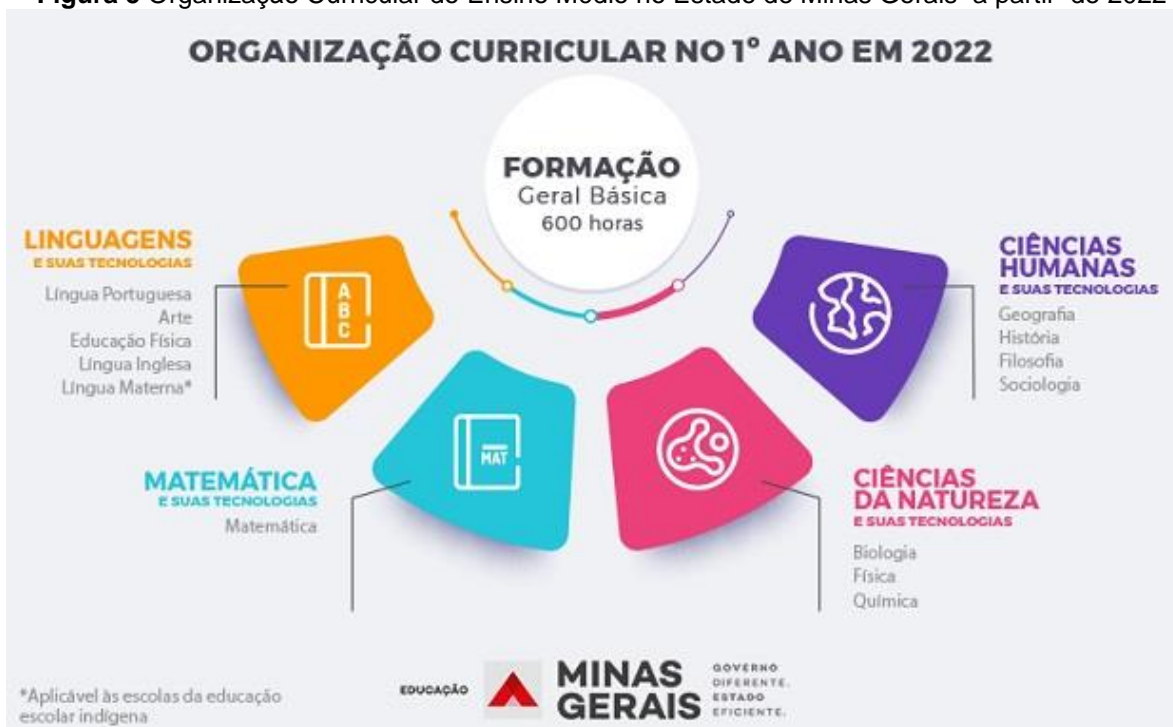 Organização Curricular do Ensino Médio no Estado de Minas Gerais a partir de 2022
ORGANIZAÇÃO CURRICULAR NO 1º ANO EM 2022
FORMAÇÃO
Geral Básica
600 horas
LINGUAGENS
E SUAS TECNOLOGIAS
Língua Portuguesa
Arte
Educação Física
Língua Inglesa
Língua Materna*
A
B
C
MATEMÁTICA
E SUAS TECNOLOGIAS
Matemática
MAT
CIÊNCIAS
DA NATUREZA
E SUAS TECNOLOGIAS
Biologia
Física
Química
CIÊNCIAS
HUMANAS
E SUAS TECNOLOGIAS
Geografia
História
Filosofia
Sociologia
*Aplicável às escolas da educação
escolar indígena
EDUCAÇÃO
MINAS
GERAIS
GOVERNO
DIFERENTE.
ESTADO
EFICIENTE.